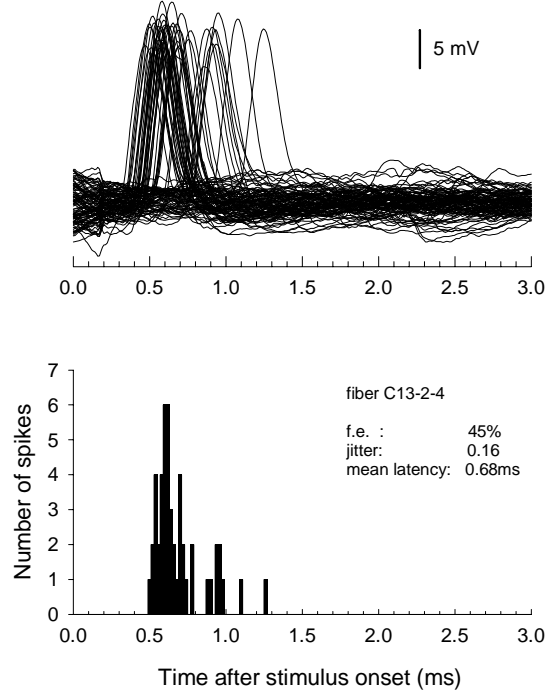 5 mV
0.0 0.5 1.0 1.5 2.0 2.5 3.0
7
6
5
4
3
2
1
0
Number of spikes
fiber C13-2-4
f.e. : 45%
jitter: 0.16
mean latency: 0.68ms
0.0 0.5 1.0 1.5 2.0 2.5 3.0
Time after stimulus onset (ms)